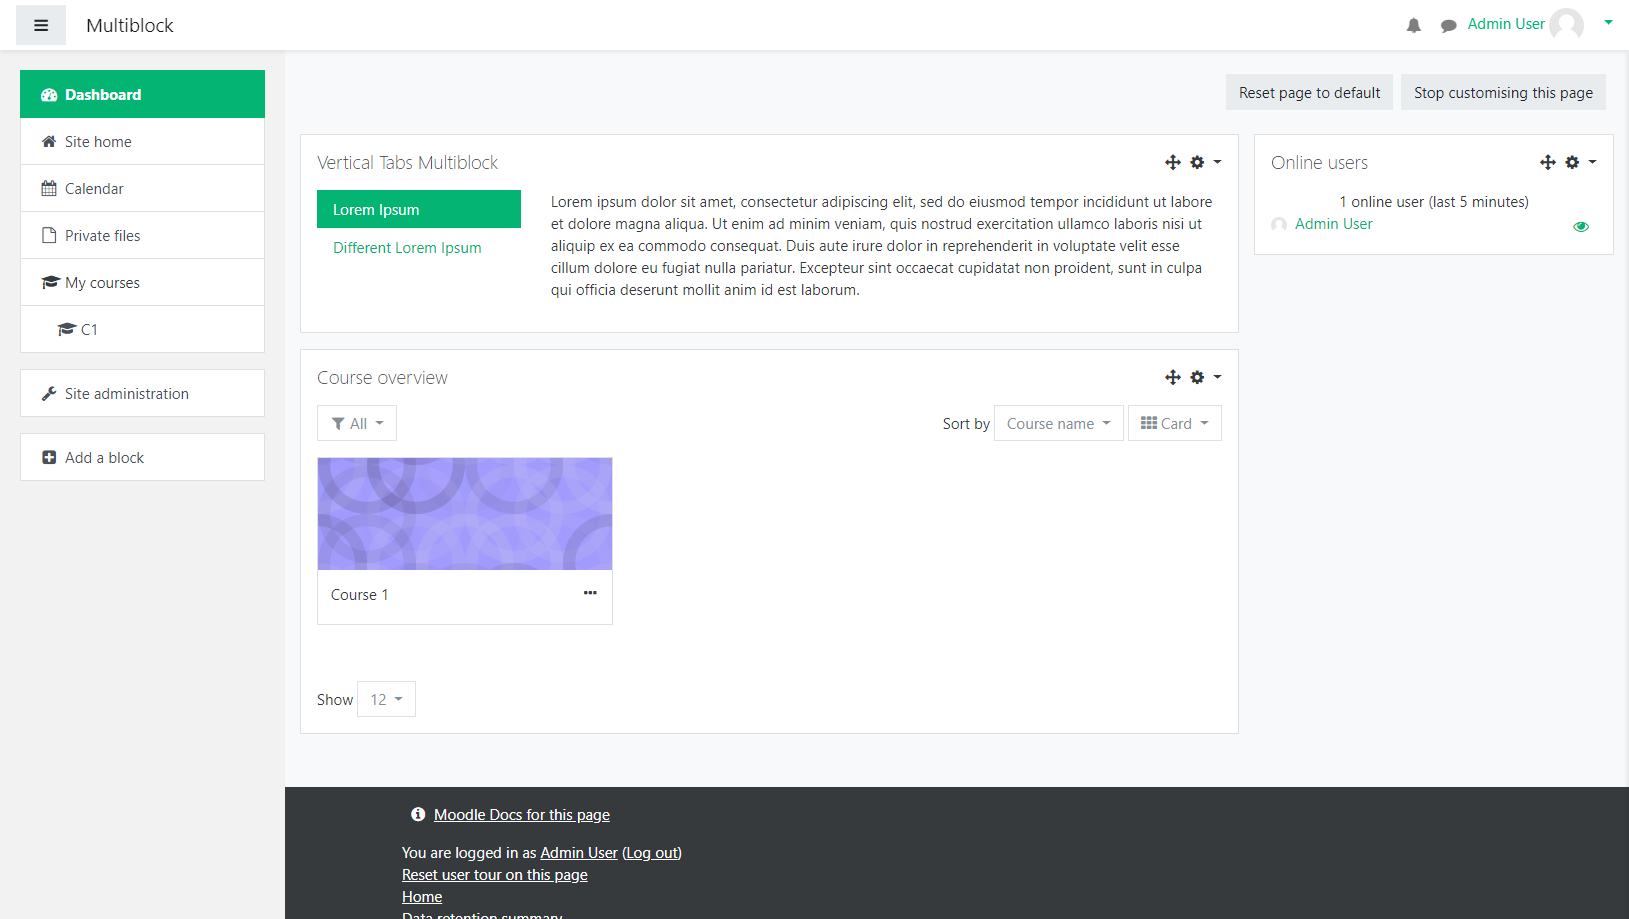 Multiblock
Admin User
Dashboard
Site home
Calendar
Private files
My courses
C1
Site administration
Add a block
Reset page to default
Stop customising this page
Vertical Tabs Multiblock
Lorem Ipsum
Different Lorem Ipsum
Lorem ipsum dolor sit amet, consectetur adipiscing elit, sed do eiusmod tempor incididunt ut labore
et dolore magna aliqua. Ut enim ad minim veniam, quis nostrud exercitation ullamco laboris nisi ut
aliquip ex ea commodo consequat. Duis aute irure dolor in reprehenderit in voluptate velit esse
cillum dolore eu fugiat nulla pariatur. Excepteur sint occaecat cupidatat non proident, sunt in culpa
qui officia deserunt mollit anim id est laborum.
Online users
1 online user (last 5 minutes)
Admin User
Course overview
All
Sort by Course name Card
Course 1
Show 12
Moodle Docs for this page
You are logged in as Admin User (Log out)
Reset user tour on this page
Home
Data retention summary